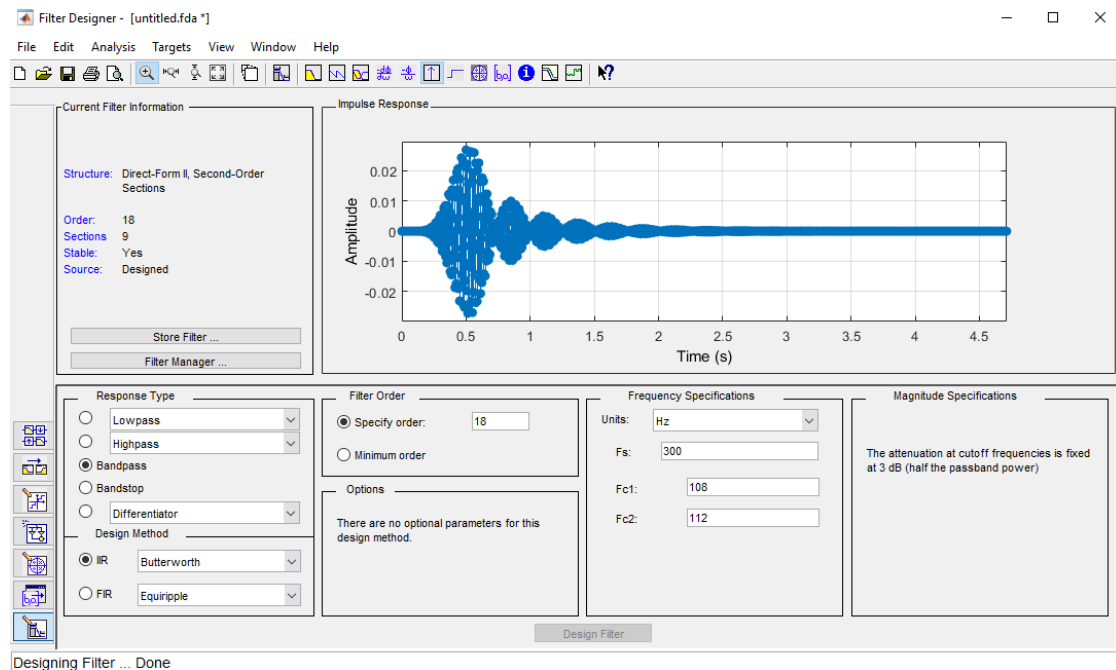 Filter Designer - [untitled.fda *]
File Edit Analysis Targets View Window Help
Current Filter Information
Structure: Direct-Form II, Second-Order
Sections
Order: 18
Sections 9
Stable: Yes
Source: Designed
Store Filter ...
Filter Manager ...
Impulse Response
Amplitude
0.02
0.01
0
-0.01
-0.02
0 0.5 1 1.5 2 2.5 3 3.5 4 4.5
Time (s)
Response Type
Lowpass
Highpass
Bandpass
Bandstop
Differentiator
Design Method
IIR Butterworth
FIR Equiripple
Filter Order
Specify order: 18
Minimum order
Options
There are no optional parameters for this
design method.
Frequency Specifications
Units: Hz
Fs: 300
Fc1: 108
Fc2: 112
Magnitude Specifications
The attenuation at cutoff frequencies is fixed
at 3 dB (half the passband power)
Design Filter
Designing Filter ... Done